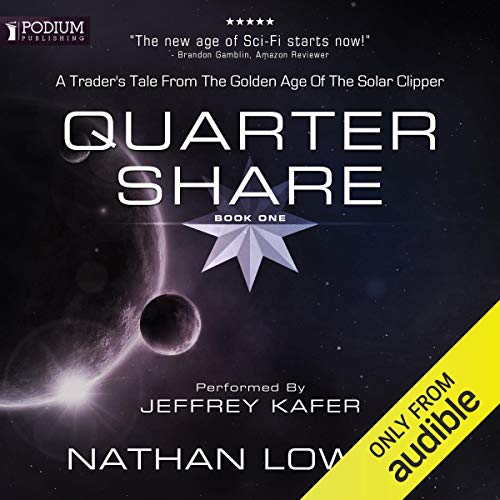 PODIUM
PUBLISHING
"The new age of Sci-Fi starts now!"
- Brandon Gamblin, Amazon Reviewer
A Trader's Tale From The Golden Age Of The Solar Clipper
QUARTER
SHARE
BOOK ONE
Performed By
JEFFREY KAFER
NATHAN LOW
ONLY FROM
audible